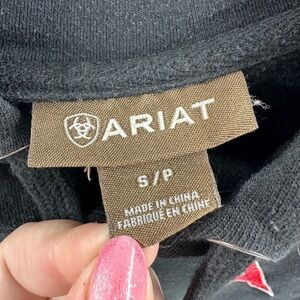 ARIAT
S/P
MADE IN CHINA
FABRIQUÉ EN CHINE